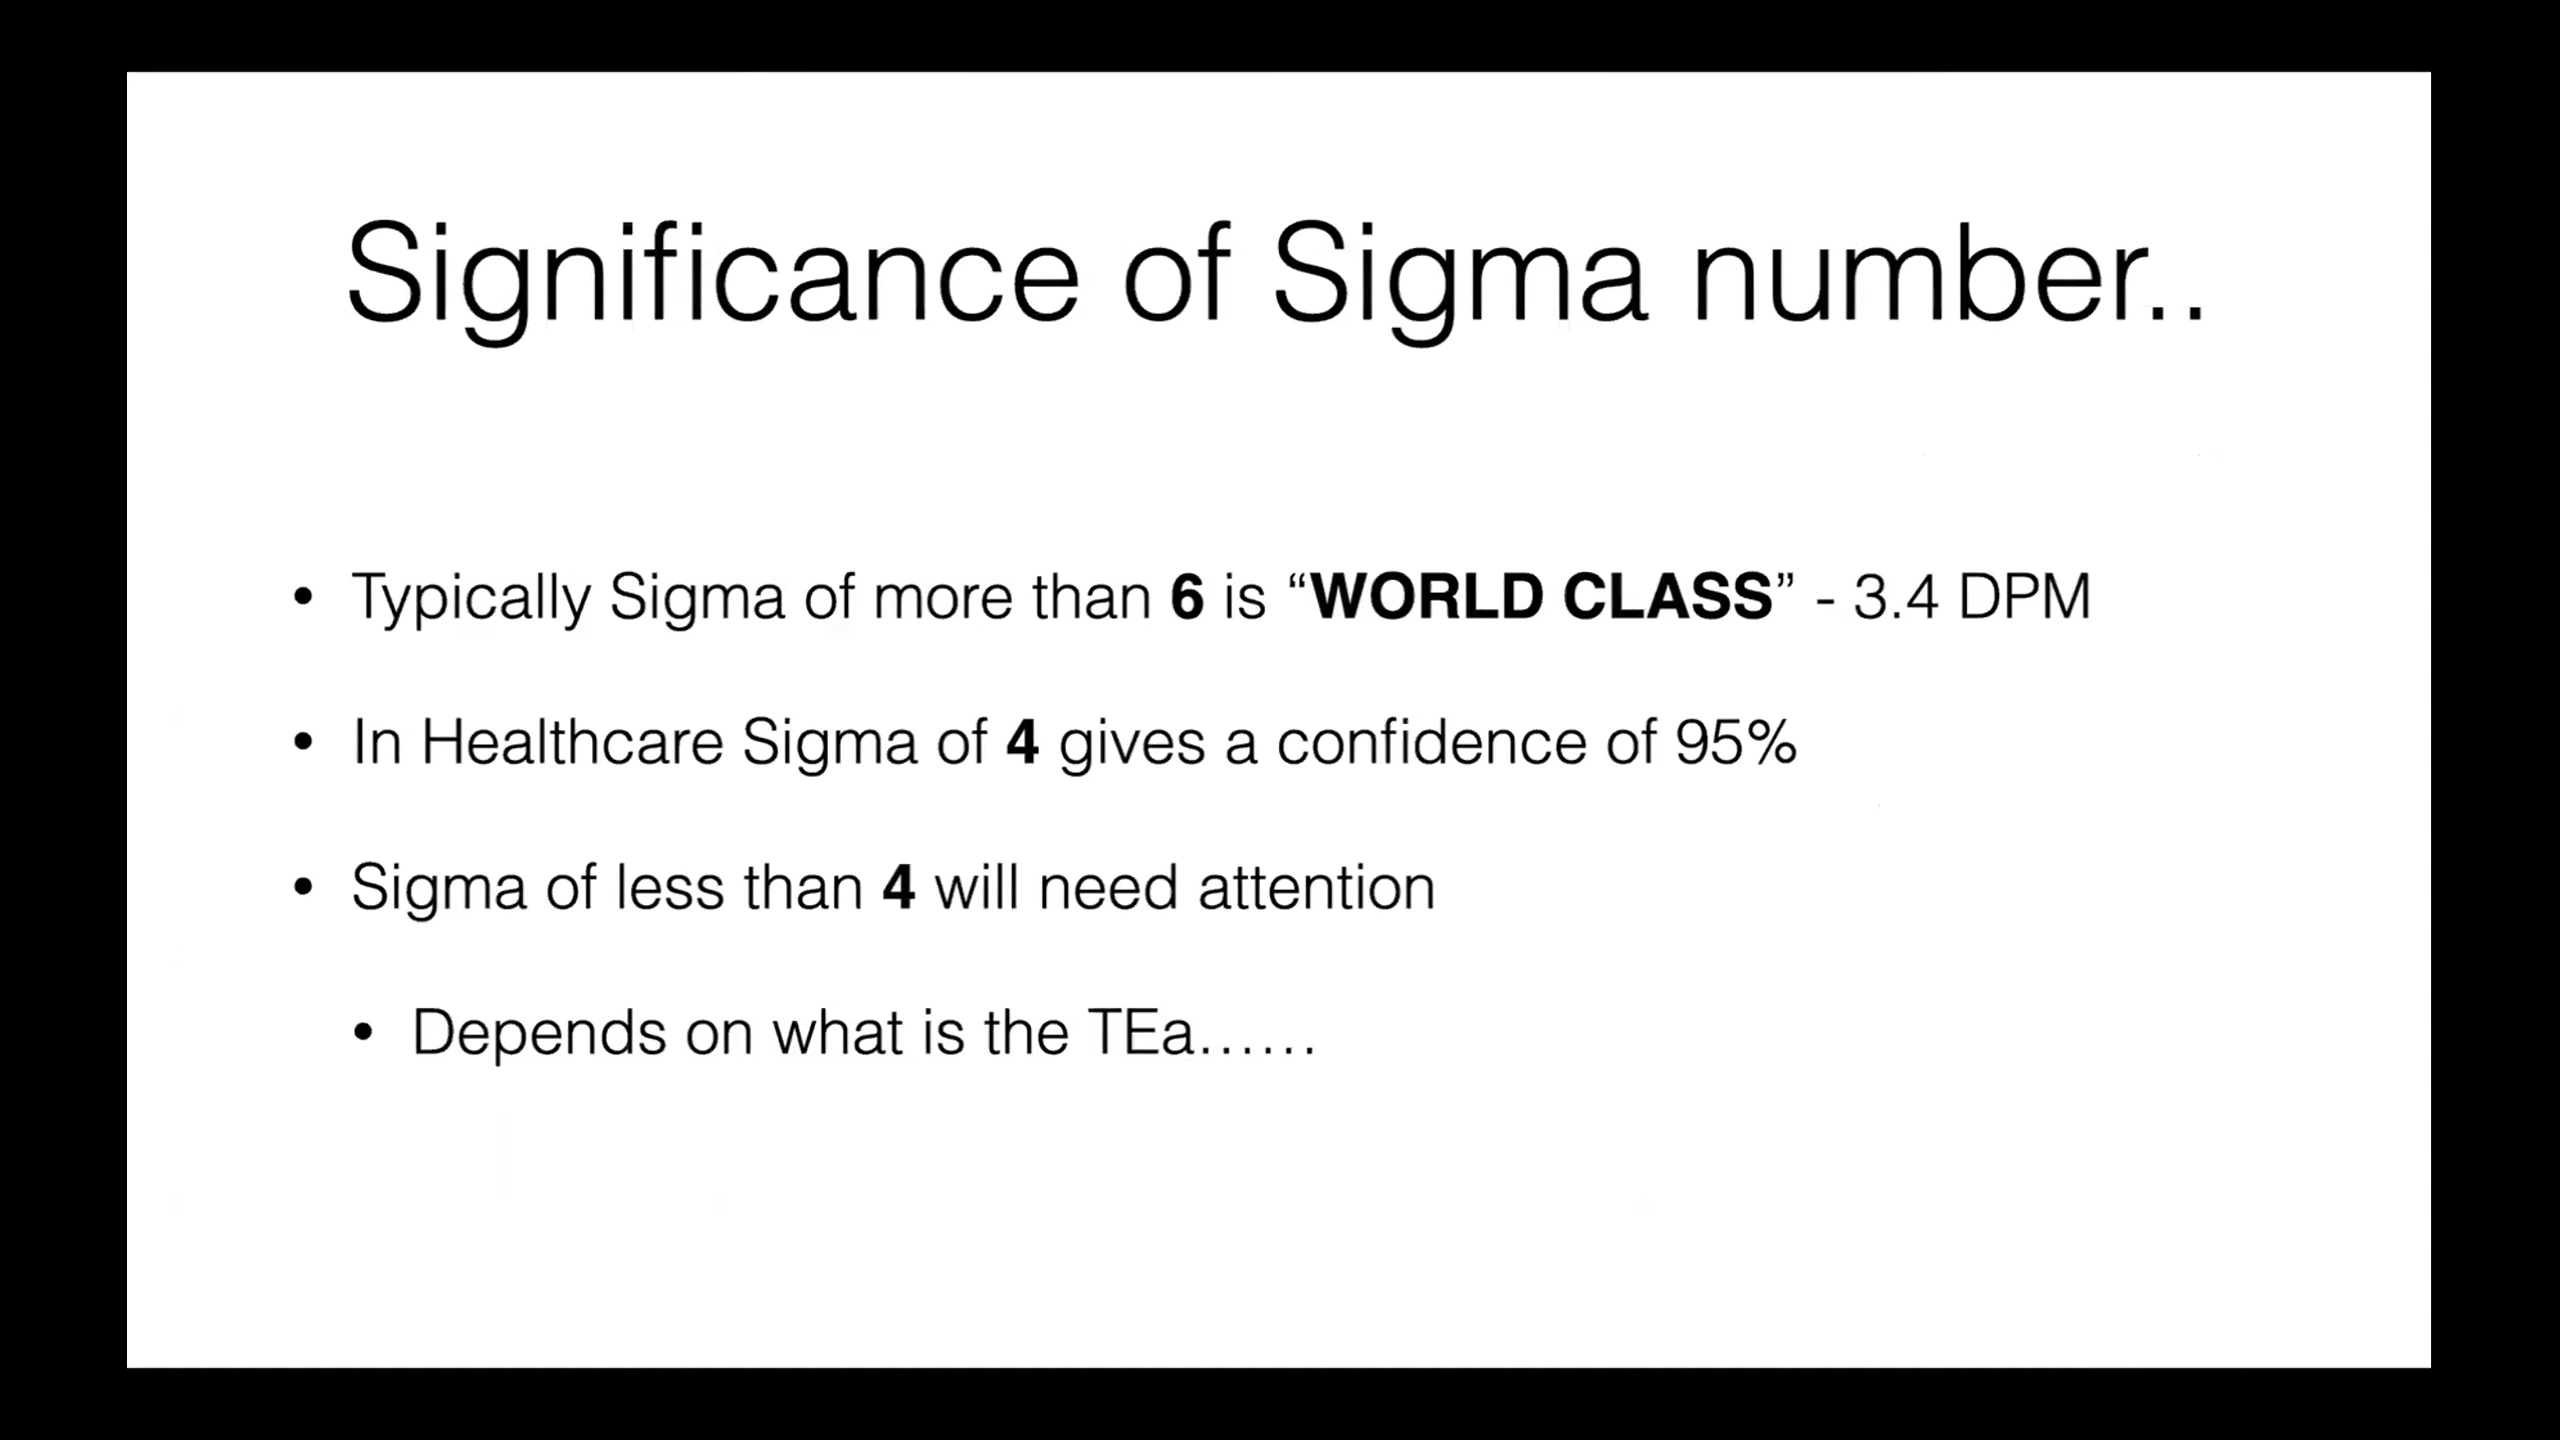 Significance of Sigma number..
• Typically Sigma of more than 6 is “WORLD CLASS” - 3.4 DPM
• In Healthcare Sigma of 4 gives a confidence of 95%
• Sigma of less than 4 will need attention
• Depends on what is the TEa......